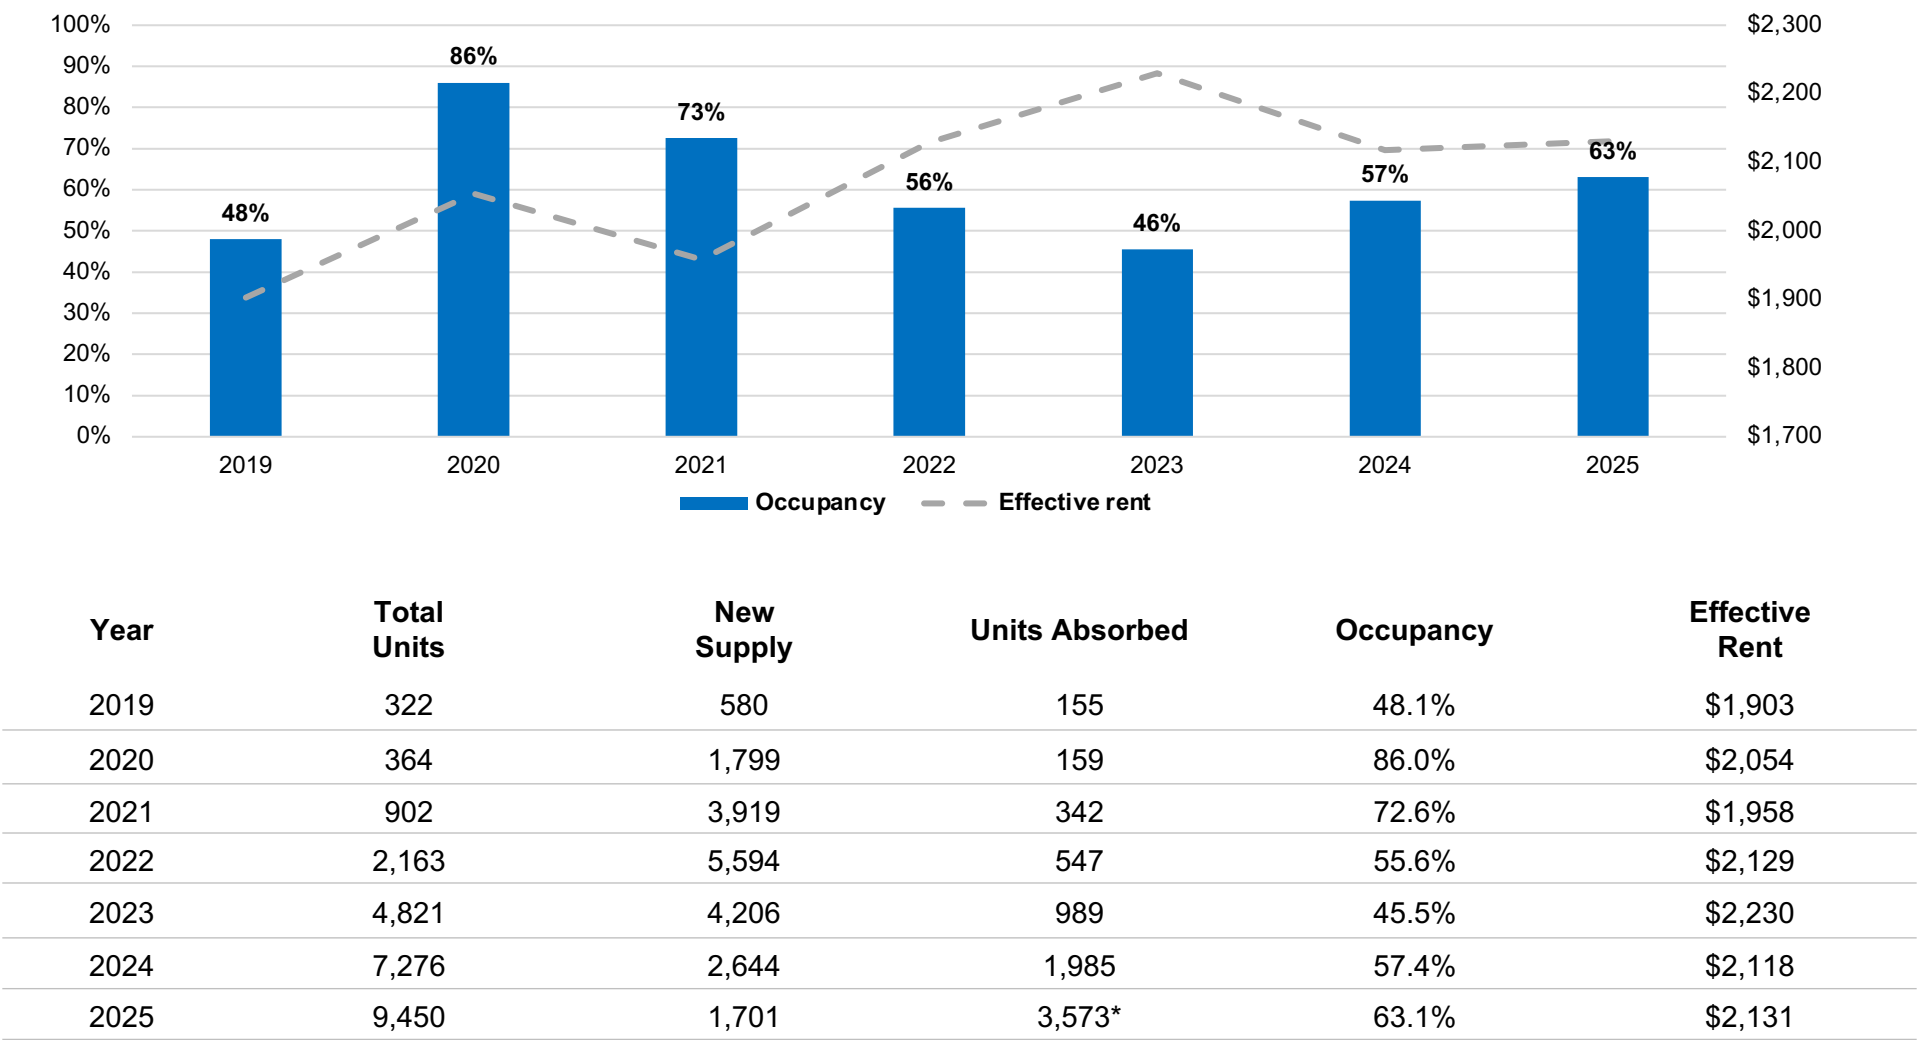 100% $2,300
90% 86%
$2,200
80% 73%
70% $2,100
63%
60% 57%
56%
50% 48% 46% $2,000
40%
$1,900
30%
20% $1,800
10%
0% $1,700
2019 2020 2021 2022 2023 2024 2025
Occupancy Effective rent
Year Total Units New Supply Units Absorbed Occupancy Effective Rent
2019 322 580 155 48.1% $1,903
2020 364 1,799 159 86.0% $2,054
2021 902 3,919 342 72.6% $1,958
2022 2,163 5,594 547 55.6% $2,129
2023 4,821 4,206 989 45.5% $2,230
2024 7,276 2,644 1,985 57.4% $2,118
2025 9,450 1,701 3,573* 63.1% $2,131